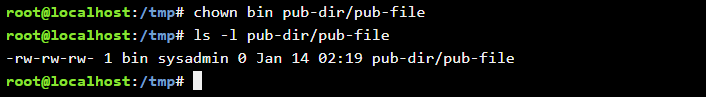 root@localhost:/tmp# chown bin pub-dir/pub-file
root@localhost:/tmp# ls -l pub-dir/pub-file
-rw-rw-rw- 1 bin sysadmin 0 Jan 14 02:19 pub-dir/pub-file
root@localhost:/tmp#